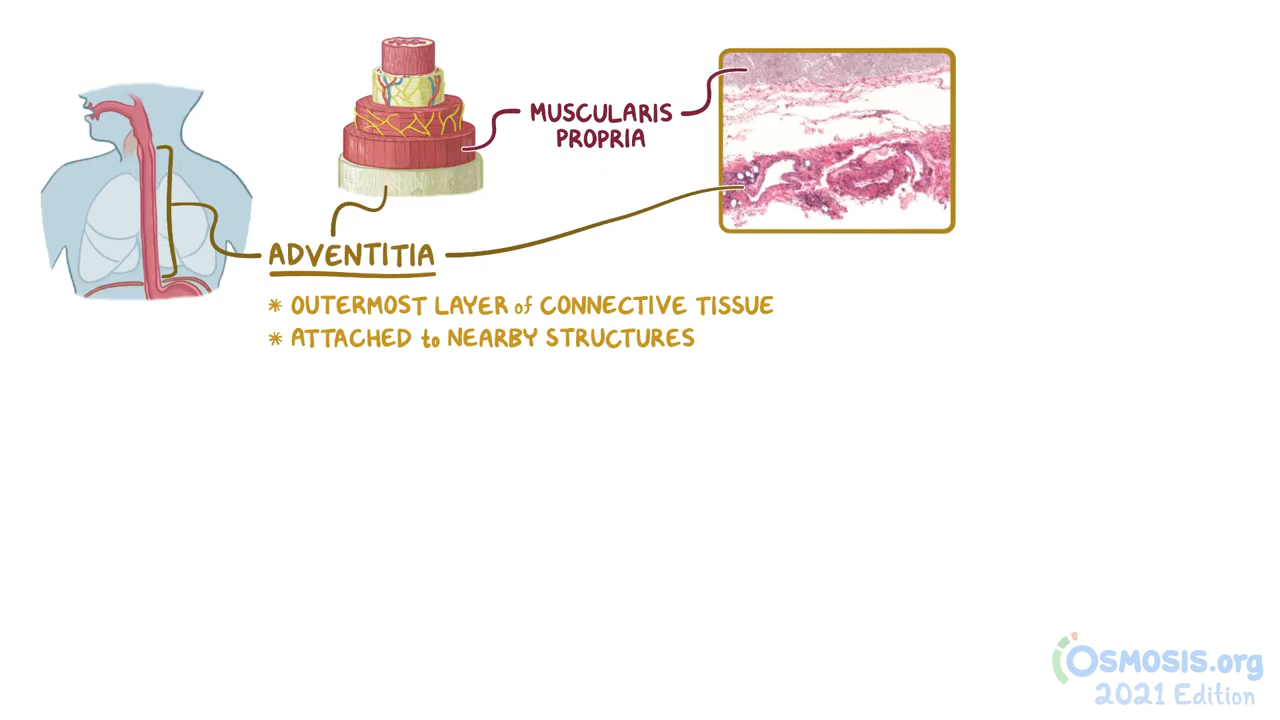 MUSCULARIS
PROPRIA
ADVENTITIA
* OUTERMOST LAYER of CONNECTIVE TISSUE
* ATTACHED to NEARBY STRUCTURES
OSMOSIS.org
2021 Edition